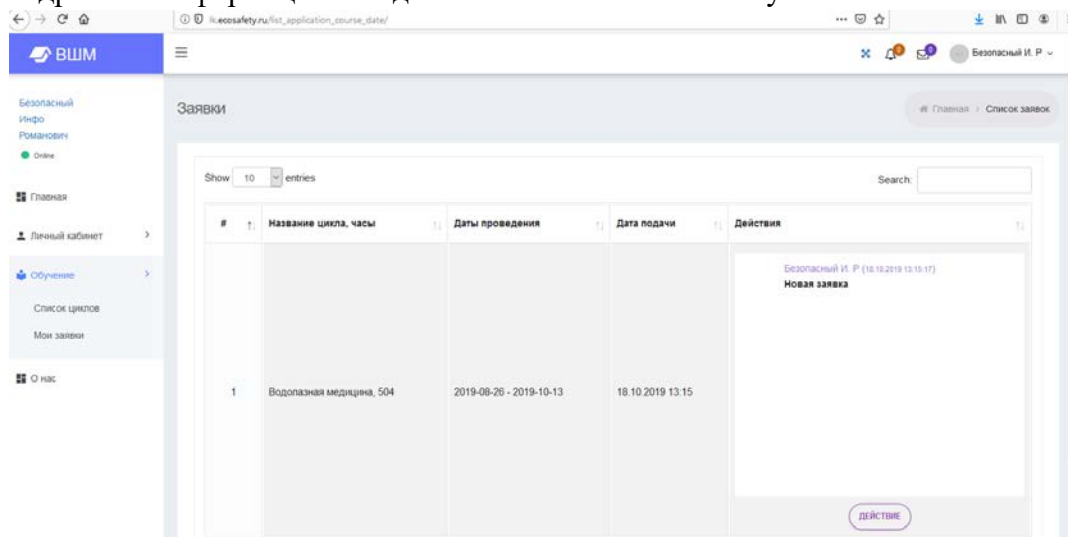 lk.ecosafety.ru/list_application_course_date/
ВШМ
Безопасный И. Р
Безопасный
Инфо
Романович
Online
Главная
Личный кабинет
Обучение
Список циклов
Мои заявки
О нас
Заявки
Главная > Список заявок
Show 10 entries
Search:
# Название цикла, часы Даты проведения Дата подачи Действия
Безопасный И. Р (18.10.2019 13:15:17)
Новая заявка
1 Водолазная медицина, 504 2019-08-26 - 2019-10-13 18.10.2019 13:15
ДЕЙСТВИЕ